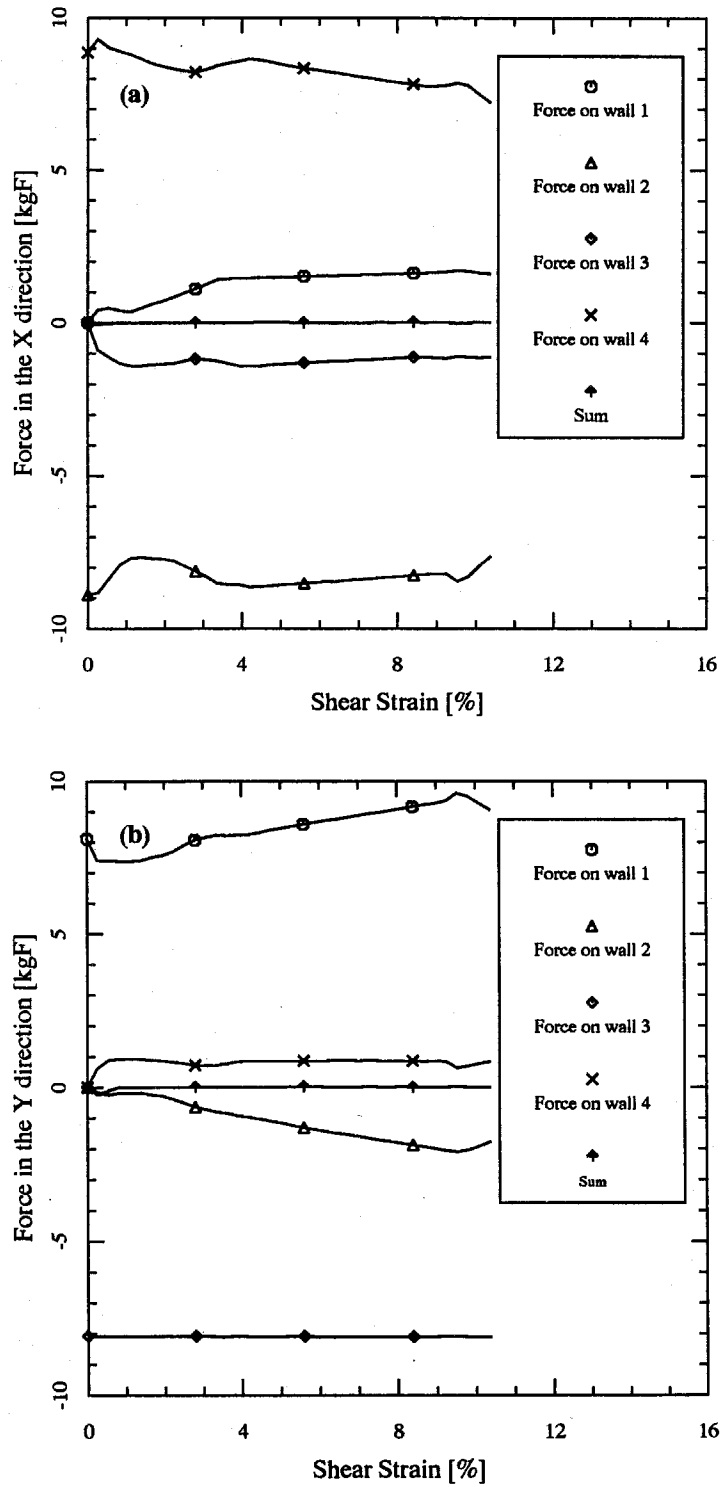 10
(a)
Force on wall 1
5
Force on wall 2
Force in the X direction [kgF]
Force on wall 3
0
Force on wall 4
Sum
-5
-10
0
4
8
12
16
Shear Strain [%]
10
(b)
Force on wall 1
5
Force on wall 2
Force in the Y direction [kgF]
Force on wall 3
0
Force on wall 4
Sum
-5
-10
0
4
8
12
16
Shear Strain [%]